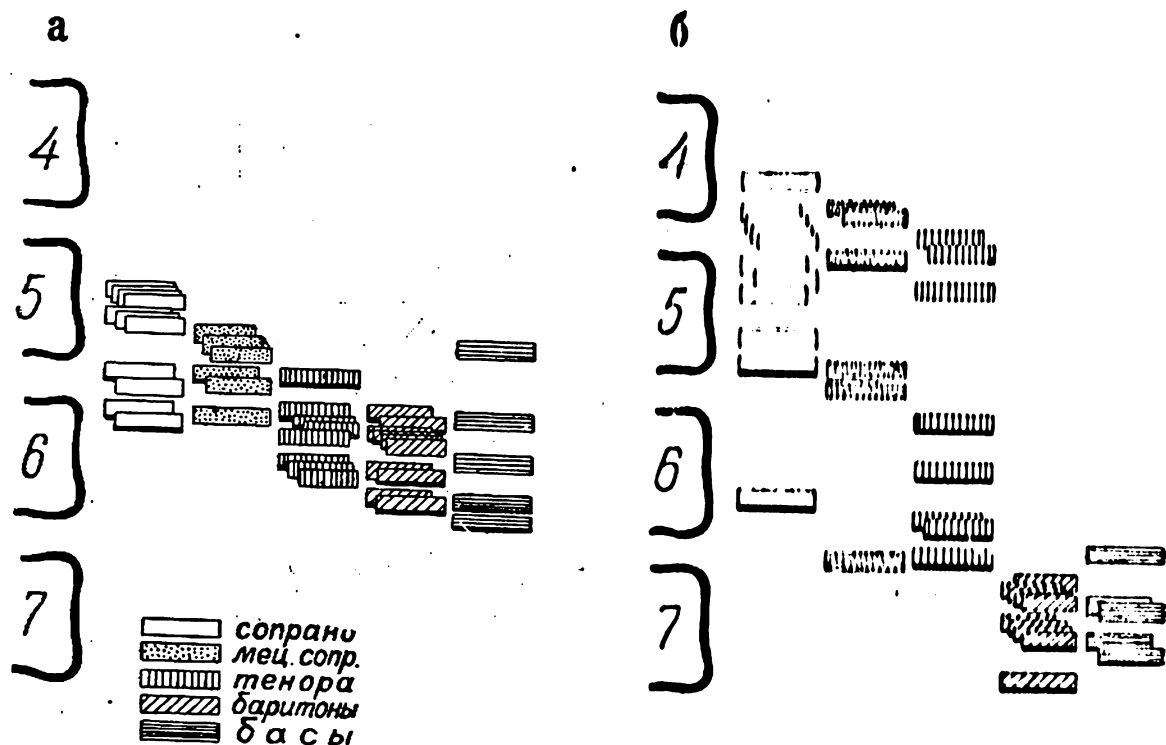 а
б
4
5
6
7
4
5
6
7
сопрано
мец. сопр.
тенора
баритоны
басы